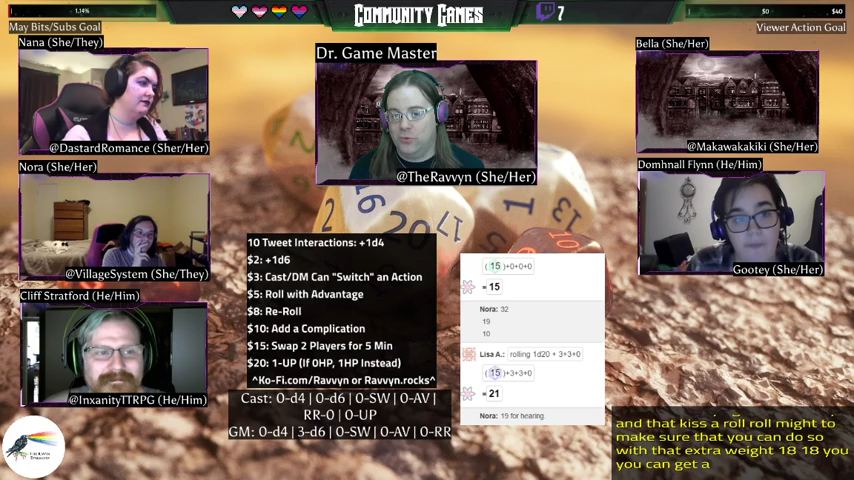 1.14%
COMMUNITY GAMES
7
$0
$40
May Bits/Subs Goal
Viewer Action Goal
Nana (She/They)
@DastardRomance (Sher/Her)
Dr. Game Master
@TheRavvyn (She/Her)
Bella (She/Her)
@Makawakakiki (She/Her)
Nora (She/Her)
@VillageSystem (She/They)
Domhnall Flynn (He/Him)
Gootey (She/Her)
Cliff Stratford (He/Him)
@InxanityTTRPG (He/Him)
2
16
20
17
1
13
10
10 Tweet Interactions: +1d4
$2: +1d6
$3: Cast/DM Can "Switch" an Action
$5: Roll with Advantage
$8: Re-Roll
$10: Add a Complication
$15: Swap 2 Players for 5 Min
$20: 1-UP (If 0HP, 1HP Instead)
^Ko-Fi.com/Ravvyn or Ravvyn.rocks^
Cast: 0-d4 | 0-d6 | 0-SW | 0-AV |
RR-0 | 0-UP
GM: 0-d4 | 3-d6 | 0-SW | 0-AV | 0-RR
(15)+0+0+0
= 15
Nora: 32
19
10
Lisa A.: rolling 1d20 + 3+3+0
(15)+3+3+0
= 21
Nora: 19 for hearing.
and that kiss a roll roll might to
make sure that you can do so
with that extra weight 18 18 you
you can get a